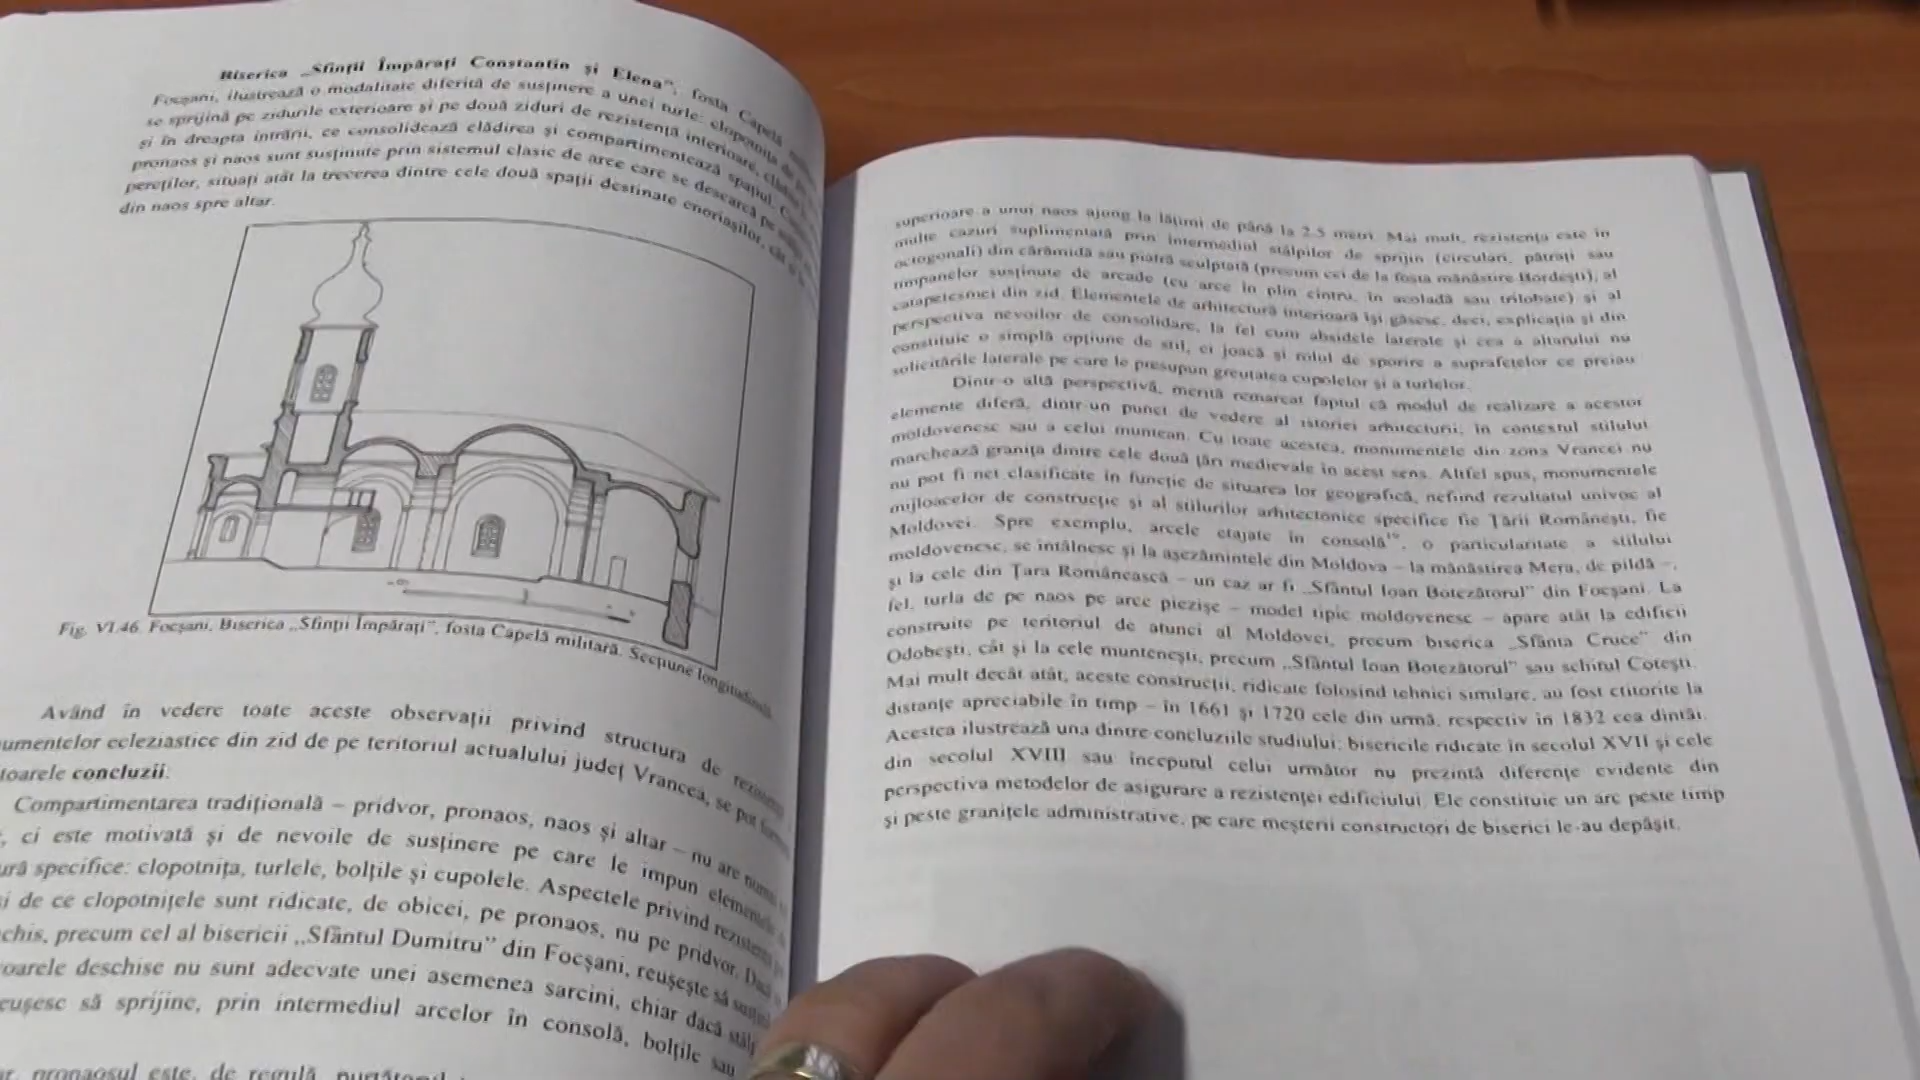 Biserica „Sfinții Împărați Constantin și Elena”, fosta Capelă
Focșani, ilustrează o modalitate diferită de susținere a unei turle: clopotnița de pe
se sprijină pe zidurile exterioare și pe două ziduri de rezistență interioare,
și în dreapta intrării, ce consolidează clădirea și compartimentează spațiul.
pronaos și naos sunt susținute prin sistemul clasic de arce care se descarcă pe
pereților, situați atât la trecerea dintre cele două spații destinate enoriașilor, cât și
din naos spre altar.
Fig. VI.46. Focșani, Biserica „Sfinții Împărați”, fosta Capelă militară. Secțiune longitudinală
Având în vedere toate aceste observații privind structura de
umentelor ecleziastice din zid de pe teritoriul actualului județ Vrancea, se pot
toarele concluzii:
Compartimentarea tradițională – pridvor, pronaos, naos și altar – nu are
, ci este motivată și de nevoile de susținere pe care le impun elementele
ură specifice: clopotnița, turlele, bolțile și cupolele. Aspectele privind
i de ce clopotnițele sunt ridicate, de obicei, pe pronaos, nu pe pridvor.
chis, precum cel al bisericii „Sfântul Dumitru” din Focșani, reușește să
oarele deschise nu sunt adecvate unei asemenea sarcini, chiar dacă
eușesc să sprijine, prin intermediul arcelor în consolă, bolțile sau
ar, pronaosul este, de regulă,
superioare a unui naos ajung la lățimi de până la 2,5 metri. Mai mult, rezistența este în
multe cazuri suplimentată prin intermediul stâlpilor de sprijin (circulari, pătrați sau
octogonali) din cărămidă sau piatră sculptată (precum cei de la fosta mănăstire Bordești), al
timpanelor susținute de arcade (cu arce în plin cintru, în acoladă sau trilobate) și al
catapetesmei din zid. Elementele de arhitectură interioară își găsesc, deci, explicația și din
perspectiva nevoilor de consolidare, la fel cum absidele laterale și cea a altarului nu
constituie o simplă opțiune de stil, ci joacă și rolul de sporire a suprafețelor ce preiau
solicitările laterale pe care le presupun greutatea cupolelor și a turlelor.
Dintr-o altă perspectivă, merită remarcat faptul că modul de realizare a acestor
elemente diferă, dintr-un punct de vedere al istoriei arhitecturii, în contextul stilului
moldovenesc sau a celui muntean. Cu toate acestea, monumentele din zona Vrancei nu
marchează granița dintre cele două țări medievale în acest sens. Altfel spus, monumentele
nu pot fi net clasificate în funcție de situarea lor geografică, nefiind rezultatul univoc al
mijloacelor de construcție și al stilurilor arhitectonice specifice fie Țării Românești, fie
Moldovei. Spre exemplu, arcele etajate în consolă¹⁹, o particularitate a stilului
moldovenesc, se întâlnesc și la așezămintele din Moldova – la mănăstirea Mera, de pildă –,
și la cele din Țara Românească – un caz ar fi „Sfântul Ioan Botezătorul” din Focșani. La
fel, turla de pe naos pe arce piezișe – model tipic moldovenesc – apare atât la edificii
construite pe teritoriul de atunci al Moldovei, precum biserica „Sfânta Cruce” din
Odobești, cât și la cele muntenești, precum „Sfântul Ioan Botezătorul” sau schitul Cotești.
Mai mult decât atât, aceste construcții, ridicate folosind tehnici similare, au fost ctitorite la
distanțe apreciabile în timp – în 1661 și 1720 cele din urmă, respectiv în 1832 cea dintâi.
Acestea ilustrează una dintre concluziile studiului: bisericile ridicate în secolul XVII și cele
din secolul XVIII sau începutul celui următor nu prezintă diferențe evidente din
perspectiva metodelor de asigurare a rezistenței edificiului. Ele constituie un arc peste timp
și peste granițele administrative, pe care meșterii constructori de biserici le-au depășit.